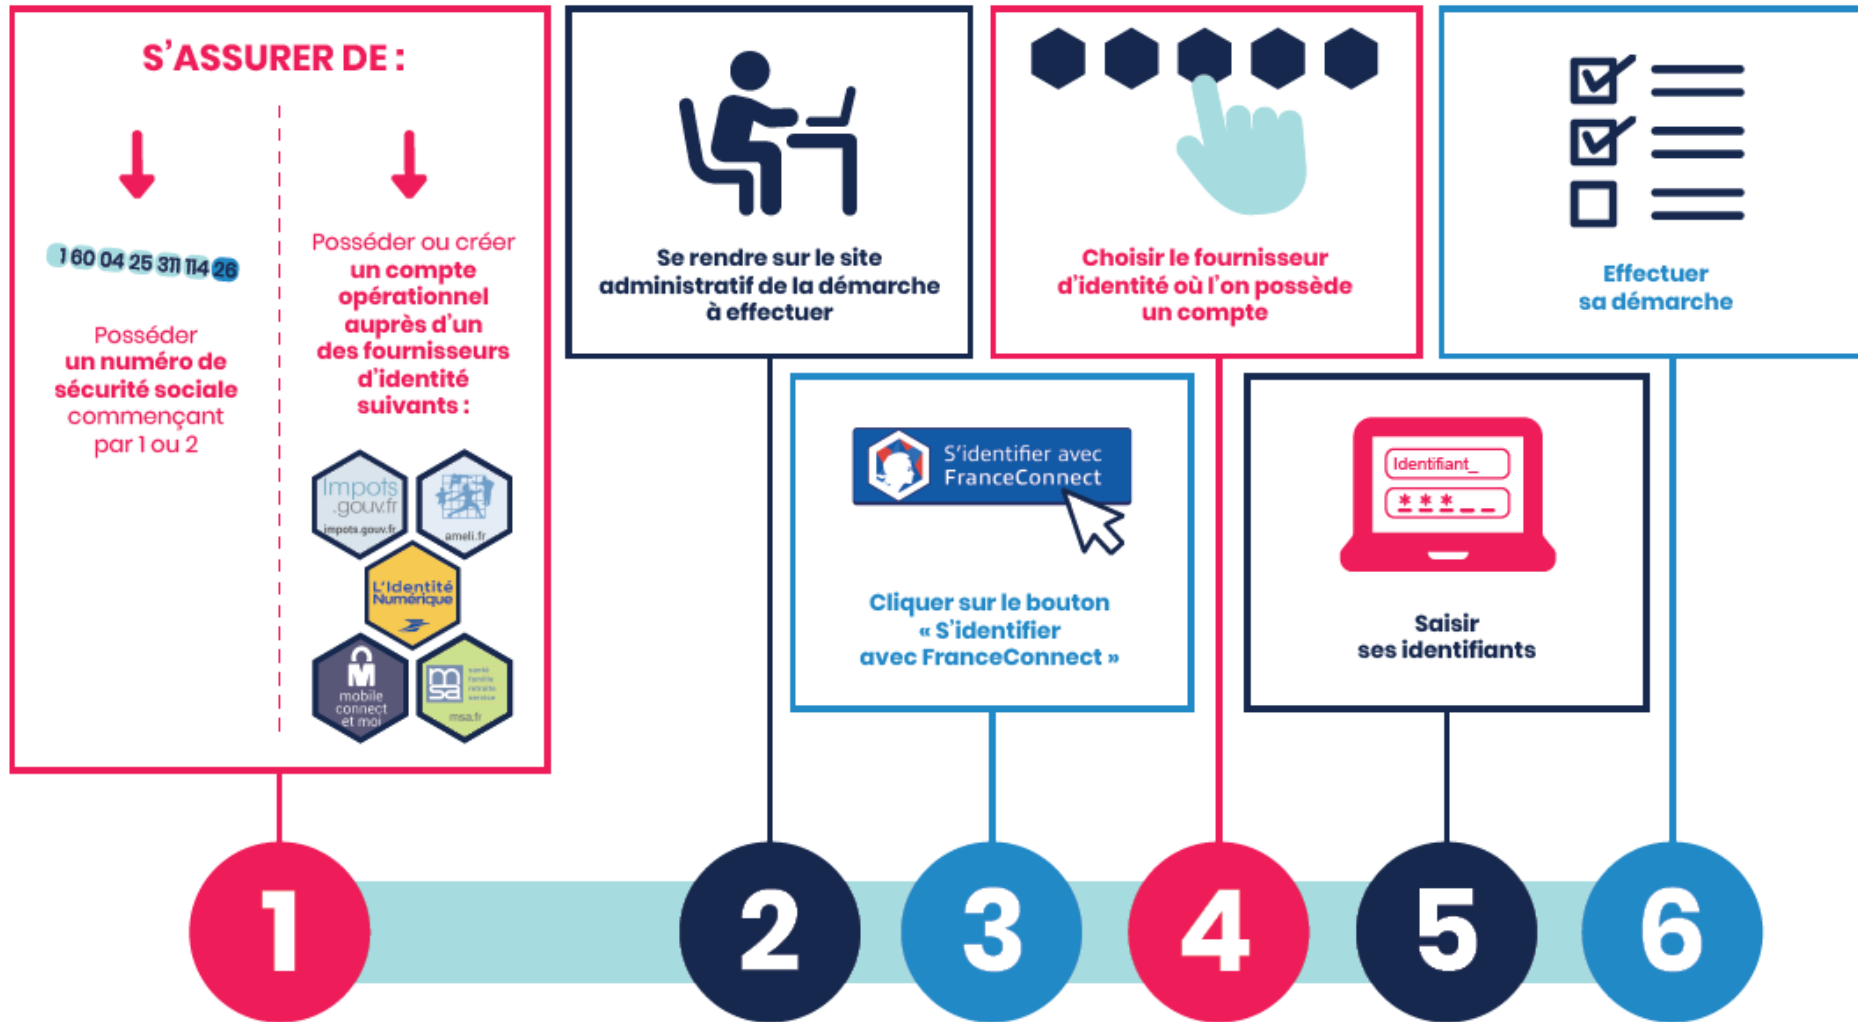 S'ASSURER DE :
1 60 04 25 311 114 26
Posséder
un numéro de
sécurité sociale
commençant
par 1 ou 2
Posséder ou créer
un compte
opérationnel
auprès d'un
des fournisseurs
d'identité
suivants :
Impots
.gouv.fr
impots.gouv.fr
ameli.fr
L'Identité
Numérique
mobile
connect
et moi
msa
santé
famille
retraite
service
msa.fr
Se rendre sur le site
administratif de la démarche
à effectuer
S'identifier avec
FranceConnect
Cliquer sur le bouton
« S'identifier
avec FranceConnect »
Choisir le fournisseur
d'identité où l'on possède
un compte
Identifiant_
* * * _ _
Saisir
ses identifiants
Effectuer
sa démarche
1
2
3
4
5
6